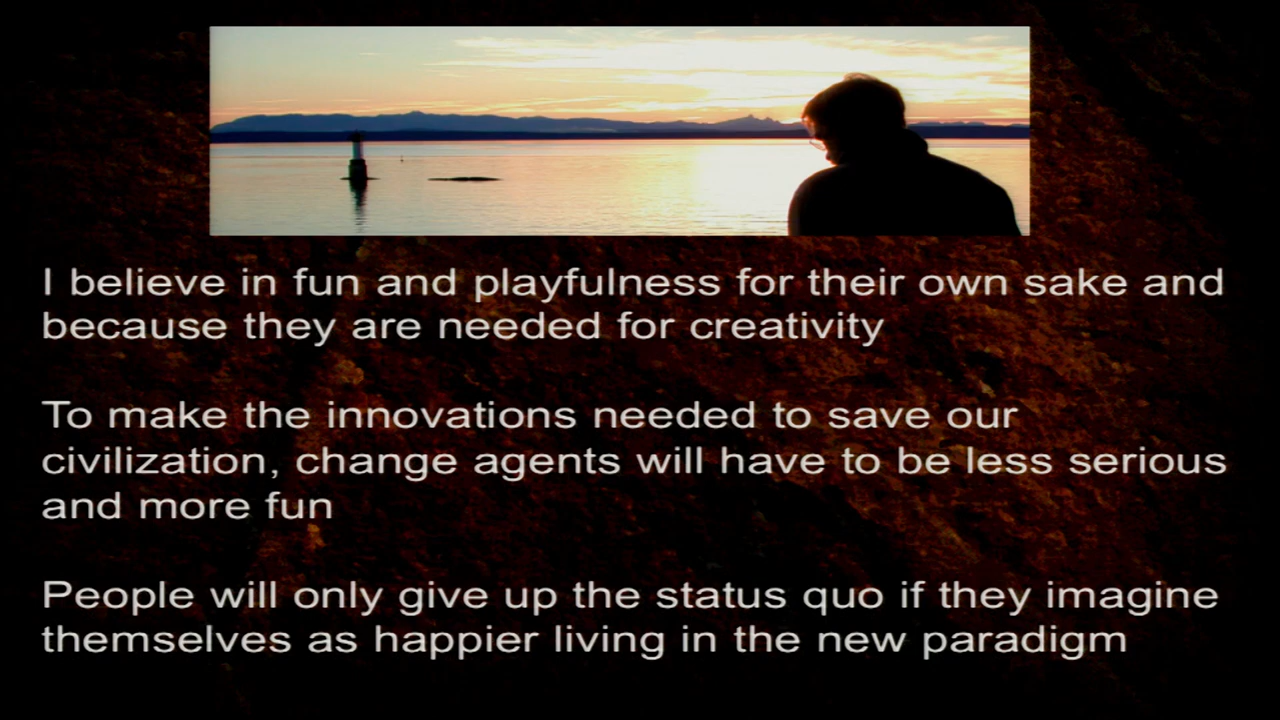 I believe in fun and playfulness for their own sake and
because they are needed for creativity
To make the innovations needed to save our
civilization, change agents will have to be less serious
and more fun
People will only give up the status quo if they imagine
themselves as happier living in the new paradigm